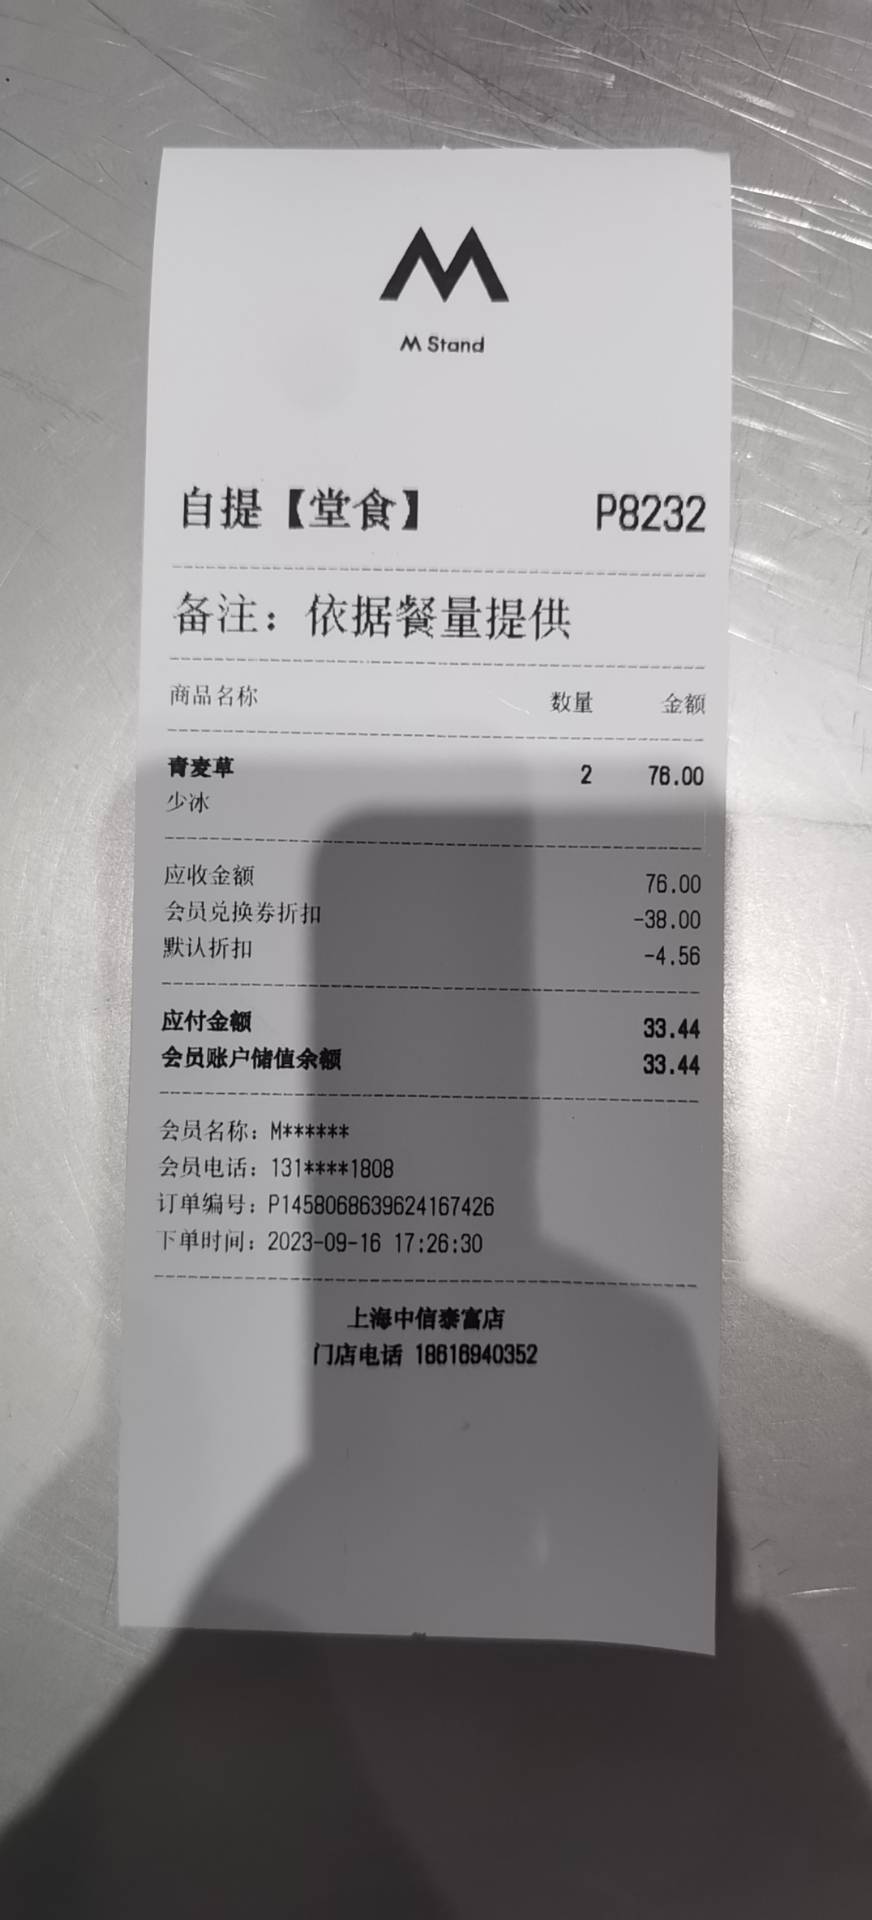 M Stand
自提【堂食】 P8232
备注：依据餐量提供
商品名称 数量 金额
青麦草 2 76.00
少冰
应收金额 76.00
会员兑换券折扣 -38.00
默认折扣 -4.56
应付金额 33.44
会员账户储值余额 33.44
会员名称：M******
会员电话：131****1808
订单编号：P1458068639624167426
下单时间：2023-09-16 17:26:30
上海中信泰富店
门店电话 18616940352